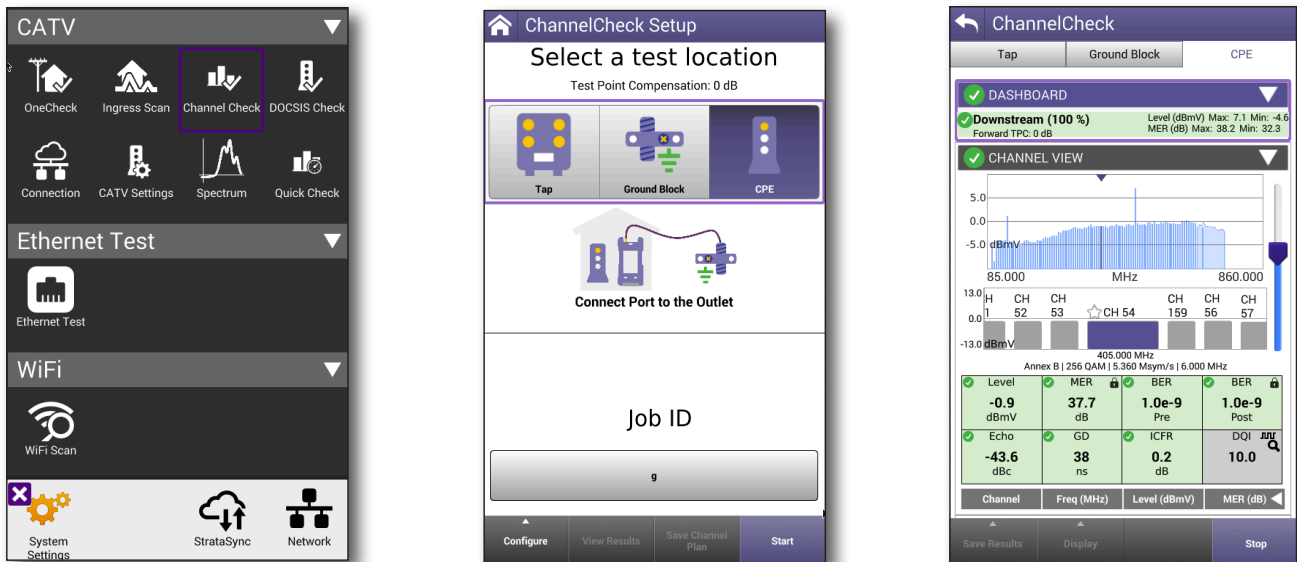 CATV
OneCheck
Ingress Scan
Channel Check
DOCSIS Check
Connection
CATV Settings
Spectrum
Quick Check
Ethernet Test
Ethernet Test
WiFi
WiFi Scan
System
Settings
StrataSync
Network
ChannelCheck Setup
Select a test location
Test Point Compensation: 0 dB
Tap
Ground Block
CPE
Connect Port to the Outlet
Job ID
g
Configure
View Results
Save Channel
Plan
Start
ChannelCheck
Tap
Ground Block
CPE
DASHBOARD
Downstream (100 %)
Forward TPC: 0 dB
Level (dBmV) Max: 7.1 Min: -4.6
MER (dB) Max: 38.2 Min: 32.3
CHANNEL VIEW
5.0
0.0
-5.0 dBmV
85.000 MHz 860.000
13.0
0.0
-13.0 dBmV
H
1
CH
52
CH
53
CH 54
CH
159
CH
56
CH
57
405.000 MHz
Annex B | 256 QAM | 5.360 Msym/s | 6.000 MHz
Level
-0.9
dBmV
MER
37.7
dB
BER
1.0e-9
Pre
BER
1.0e-9
Post
Echo
-43.6
dBc
GD
38
ns
ICFR
0.2
dB
DQI
10.0
Channel
Freq (MHz)
Level (dBmV)
MER (dB)
Save Results
Display
Stop